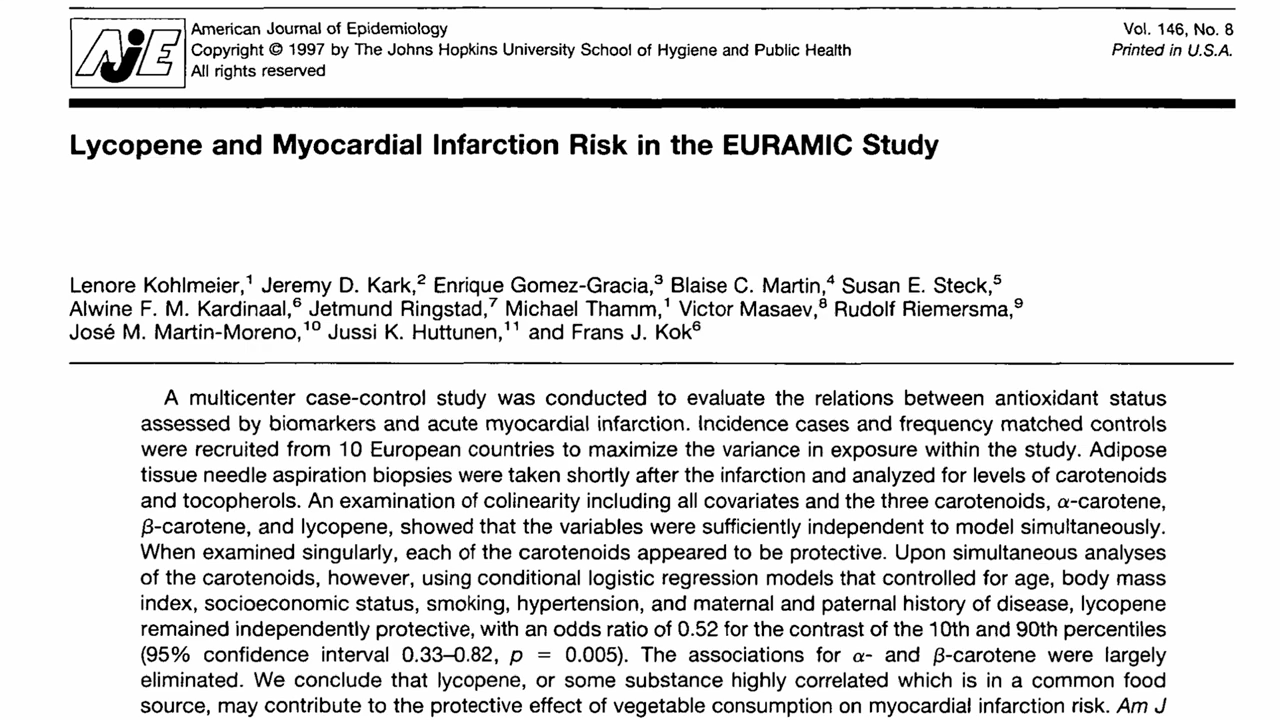 AJE
American Journal of Epidemiology
Copyright © 1997 by The Johns Hopkins University School of Hygiene and Public Health
All rights reserved
Vol. 146, No. 8
Printed in U.S.A.
Lycopene and Myocardial Infarction Risk in the EURAMIC Study
Lenore Kohlmeier,¹ Jeremy D. Kark,² Enrique Gomez-Gracia,³ Blaise C. Martin,⁴ Susan E. Steck,⁵
Alwine F. M. Kardinaal,⁶ Jetmund Ringstad,⁷ Michael Thamm,¹ Victor Masaev,⁸ Rudolf Riemersma,⁹
José M. Martin-Moreno,¹⁰ Jussi K. Huttunen,¹¹ and Frans J. Kok⁶
A multicenter case-control study was conducted to evaluate the relations between antioxidant status
assessed by biomarkers and acute myocardial infarction. Incidence cases and frequency matched controls
were recruited from 10 European countries to maximize the variance in exposure within the study. Adipose
tissue needle aspiration biopsies were taken shortly after the infarction and analyzed for levels of carotenoids
and tocopherols. An examination of colinearity including all covariates and the three carotenoids, α-carotene,
β-carotene, and lycopene, showed that the variables were sufficiently independent to model simultaneously.
When examined singularly, each of the carotenoids appeared to be protective. Upon simultaneous analyses
of the carotenoids, however, using conditional logistic regression models that controlled for age, body mass
index, socioeconomic status, smoking, hypertension, and maternal and paternal history of disease, lycopene
remained independently protective, with an odds ratio of 0.52 for the contrast of the 10th and 90th percentiles
(95% confidence interval 0.33–0.82, p = 0.005). The associations for α- and β-carotene were largely
eliminated. We conclude that lycopene, or some substance highly correlated which is in a common food
source, may contribute to the protective effect of vegetable consumption on myocardial infarction risk. Am J